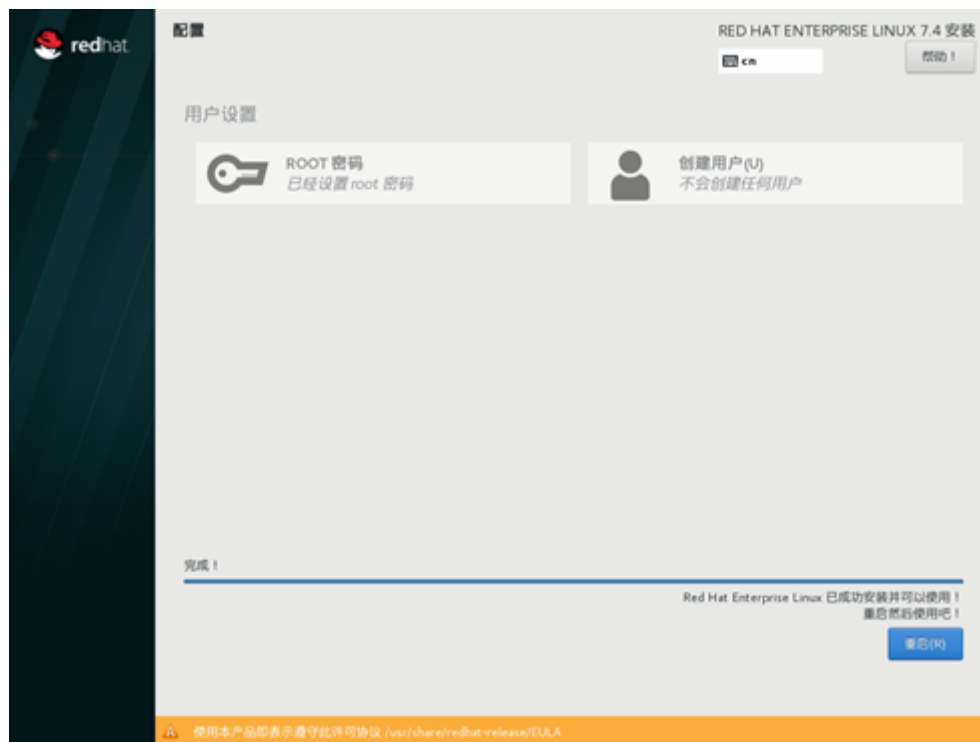 redhat
配置
RED HAT ENTERPRISE LINUX 7.4 安装
cn
帮助！
用户设置
ROOT 密码
已经设置 root 密码
创建用户(U)
不会创建任何用户
完成！
Red Hat Enterprise Linux 已成功安装并可以使用！
重启然后使用吧！
重启(R)
使用本产品即表示遵守此许可协议 /usr/share/redhat-release/EULA